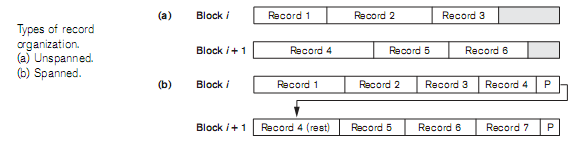 Types of record
organization.
(a) Unspanned.
(b) Spanned.
(a) Block i Record 1 Record 2 Record 3
Block i + 1 Record 4 Record 5 Record 6
(b) Block i Record 1 Record 2 Record 3 Record 4 P
Block i + 1 Record 4 (rest) Record 5 Record 6 Record 7 P